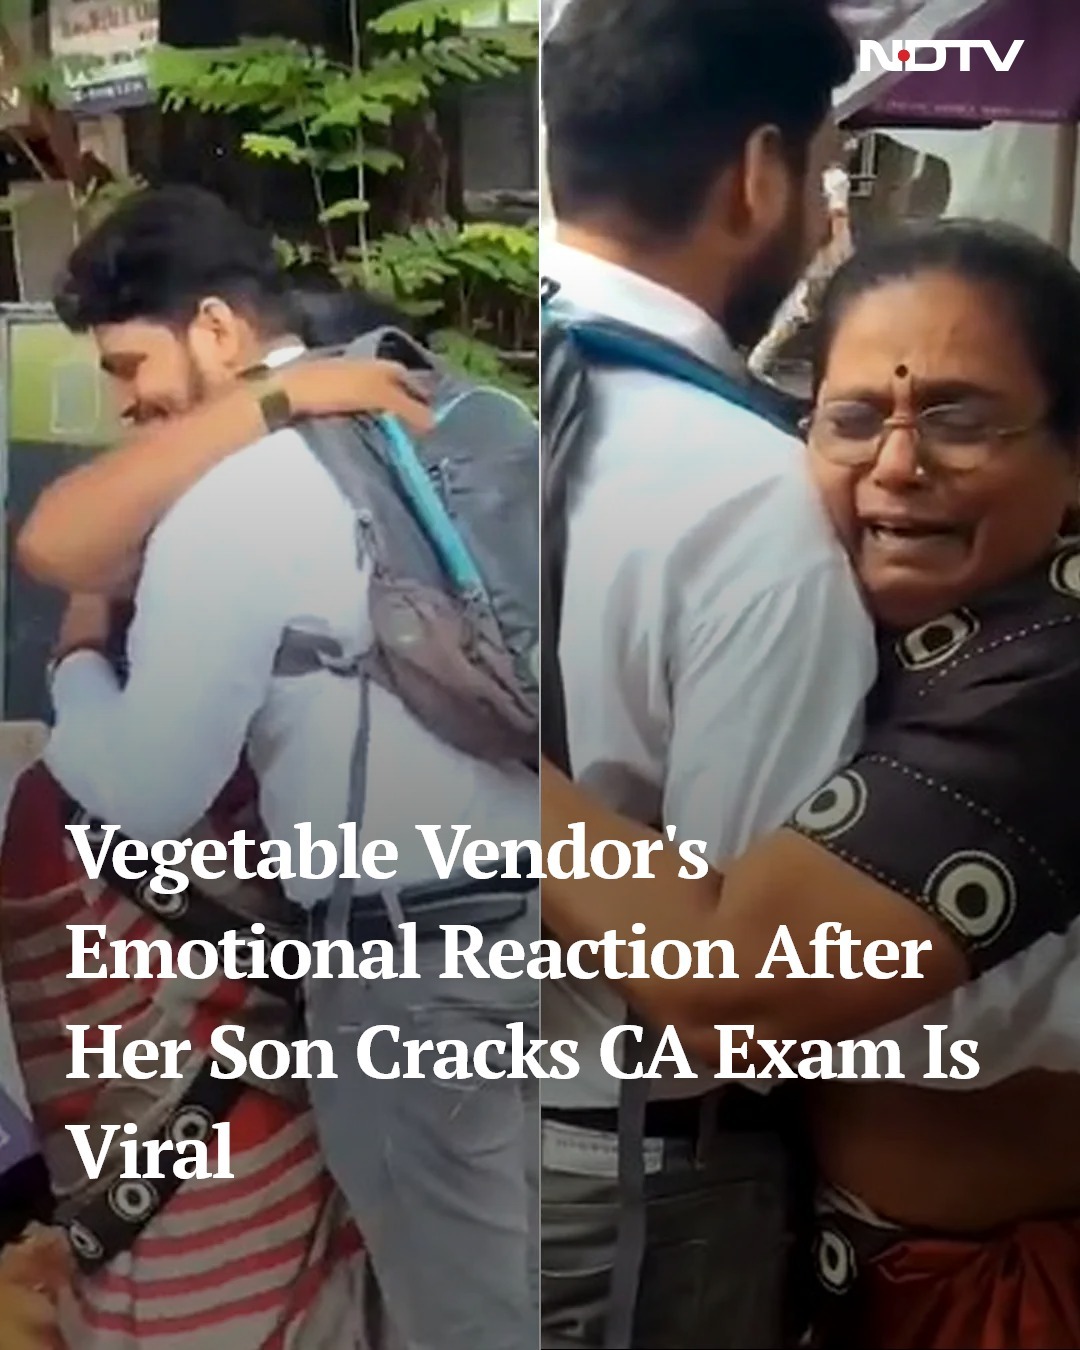 NDTV
Vegetable Vendor's
Emotional Reaction After
Her Son Cracks CA Exam Is
Viral